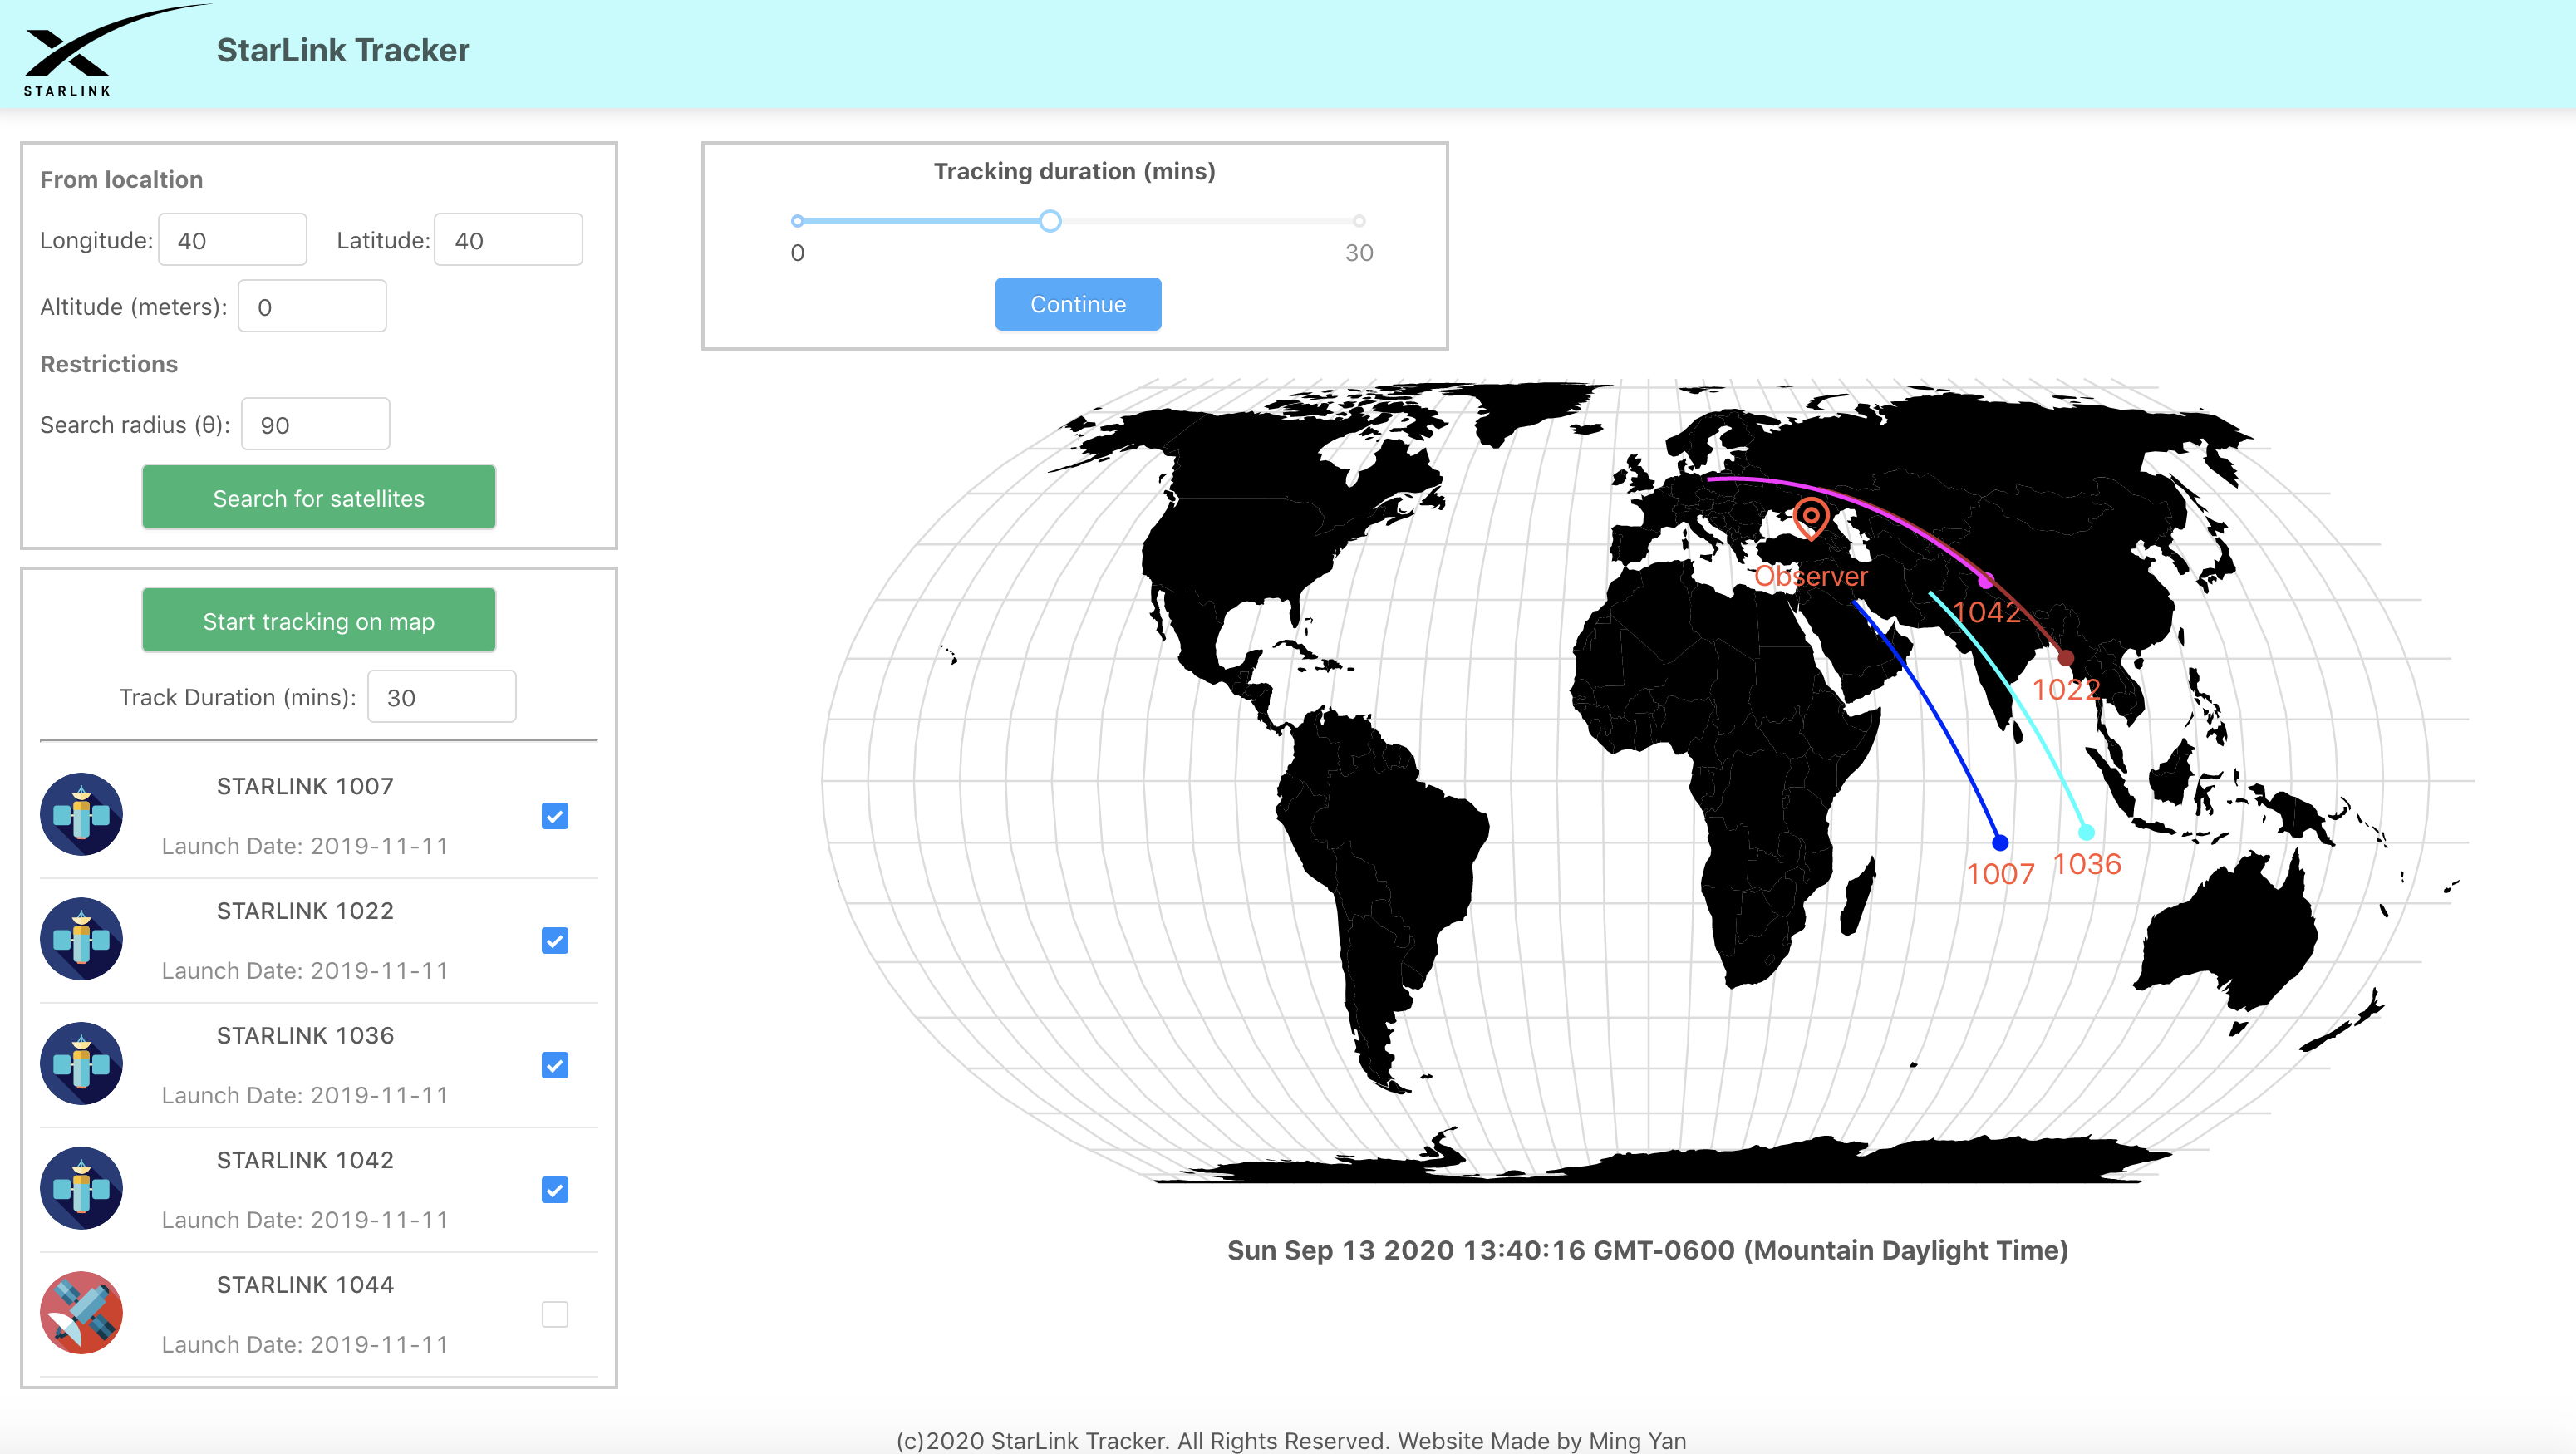 StarLink Tracker
STARLINK
From localtion
Longitude: 40 Latitude: 40
Altitude (meters): 0
Restrictions
Search radius (θ): 90
Search for satellites
Start tracking on map
Track Duration (mins): 30
STARLINK 1007
Launch Date: 2019-11-11
STARLINK 1022
Launch Date: 2019-11-11
STARLINK 1036
Launch Date: 2019-11-11
STARLINK 1042
Launch Date: 2019-11-11
STARLINK 1044
Launch Date: 2019-11-11
Tracking duration (mins)
0 30
Continue
Observer
1042
1022
1007 1036
Sun Sep 13 2020 13:40:16 GMT-0600 (Mountain Daylight Time)
(c)2020 StarLink Tracker. All Rights Reserved. Website Made by Ming Yan